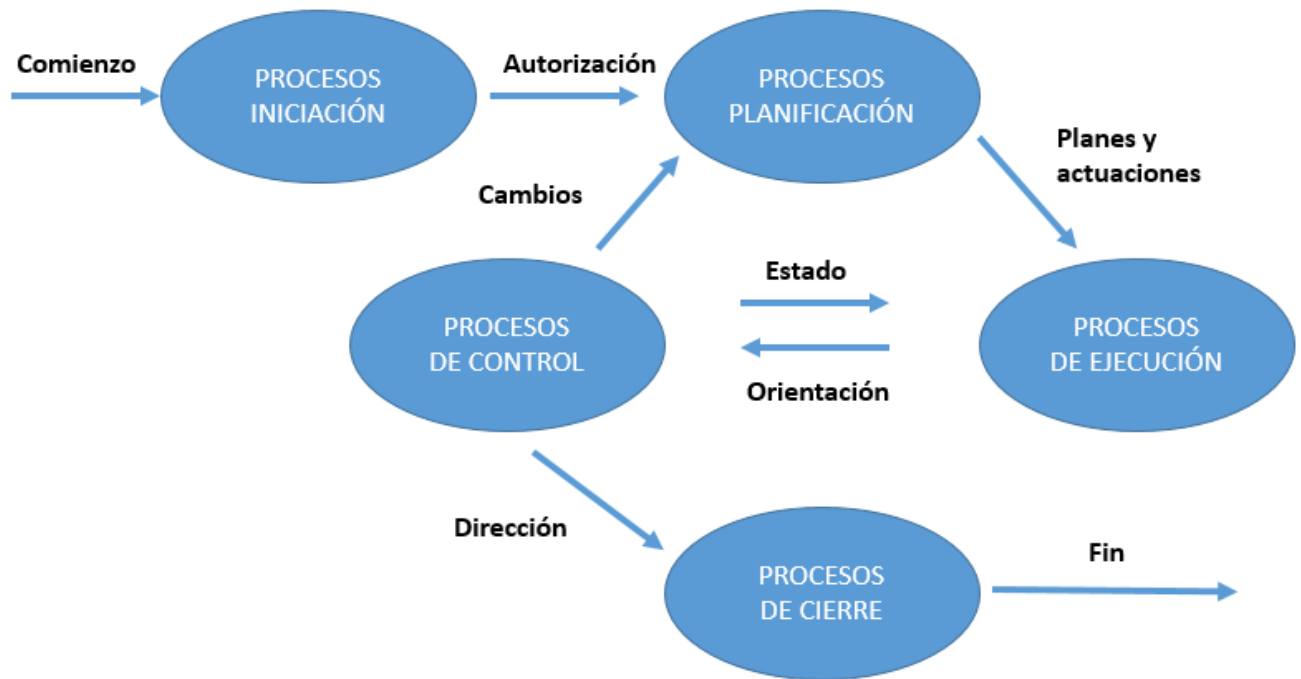 Comienzo
PROCESOS
INICIACIÓN
Autorización
PROCESOS
PLANIFICACIÓN
Planes y
actuaciones
Cambios
Estado
PROCESOS
DE CONTROL
PROCESOS
DE EJECUCIÓN
Orientación
Dirección
PROCESOS
DE CIERRE
Fin